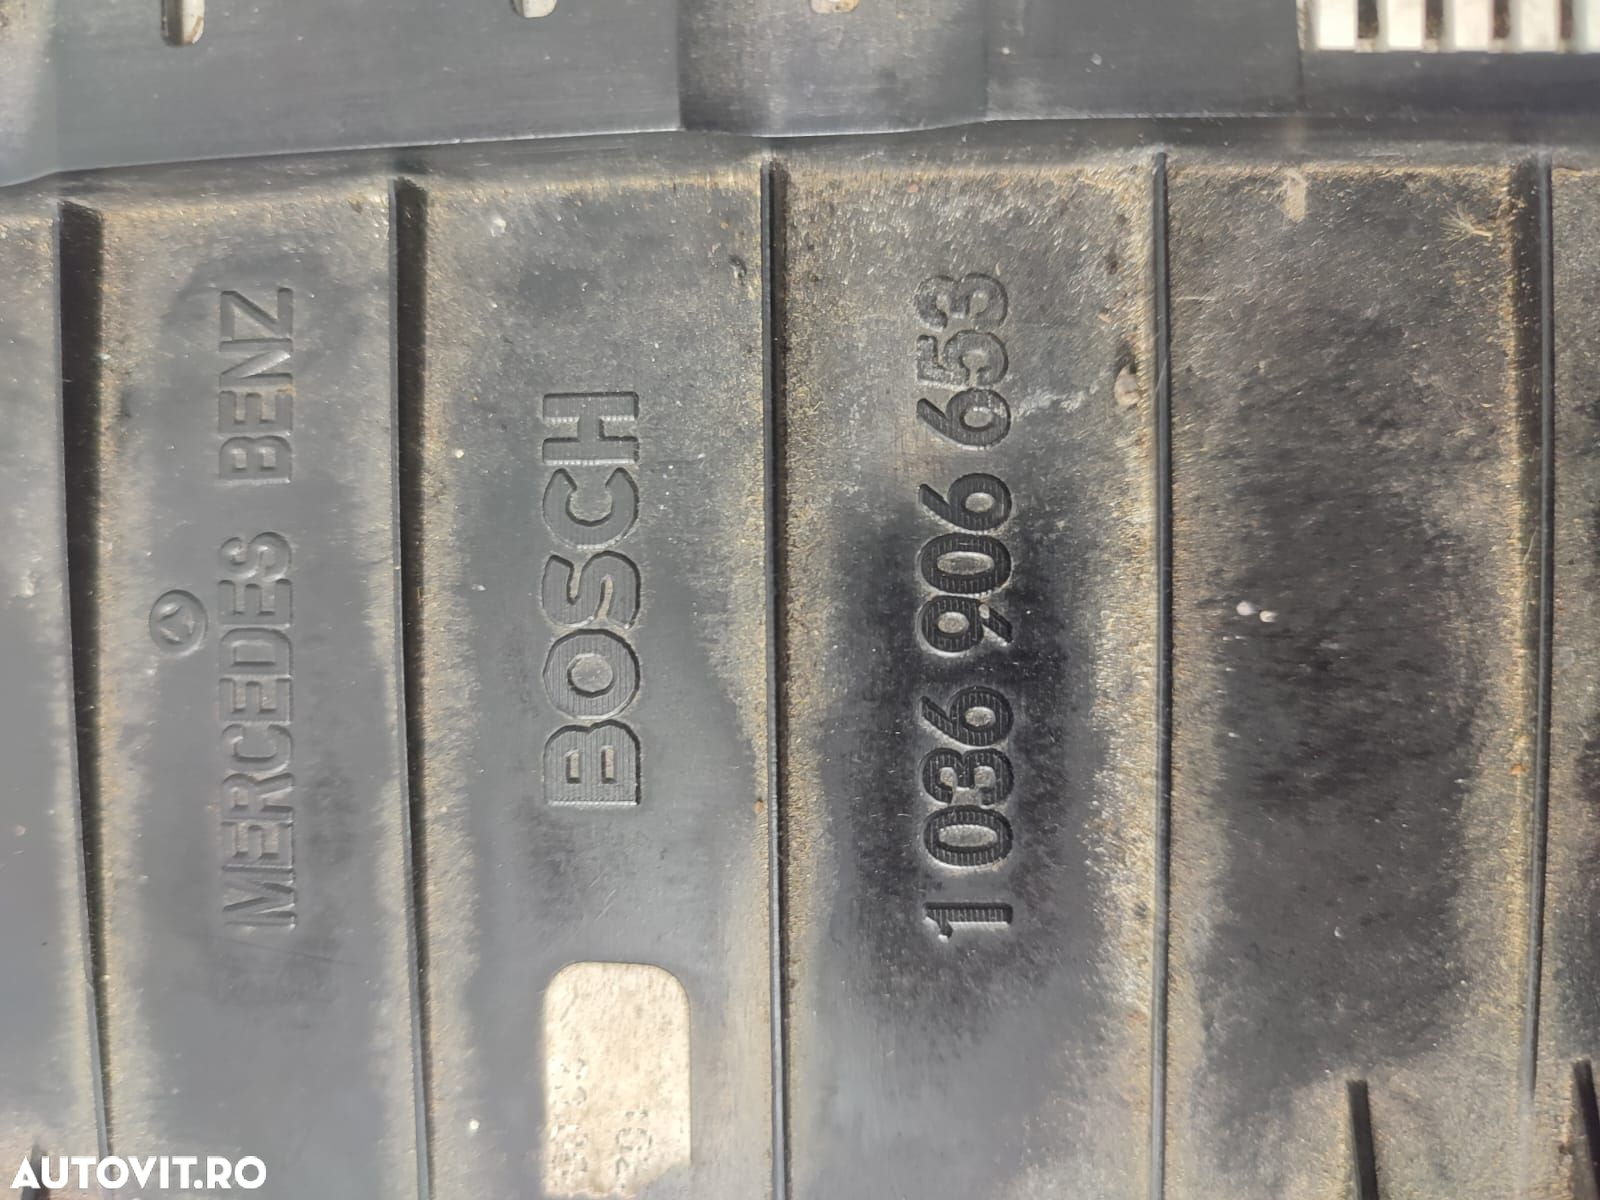 MERCEDES BENZ
BOSCH
1 036 906 653
AUTOVIT.RO